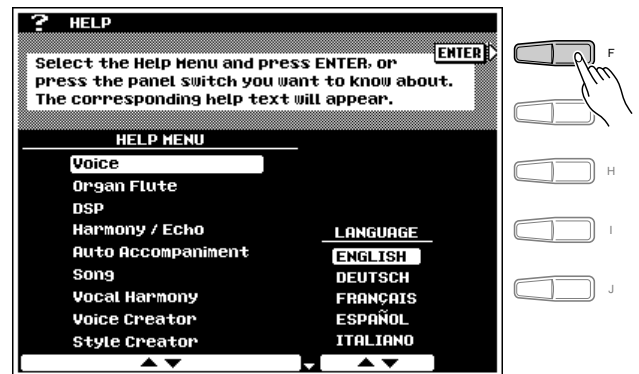 ? HELP
Select the Help Menu and press ENTER, or
press the panel switch you want to know about.
The corresponding help text will appear.
ENTER
HELP MENU
Voice
Organ Flute
DSP
Harmony / Echo
Auto Accompaniment
Song
Vocal Harmony
Voice Creator
Style Creator
LANGUAGE
ENGLISH
DEUTSCH
FRANÇAIS
ESPAÑOL
ITALIANO
F
H
I
J